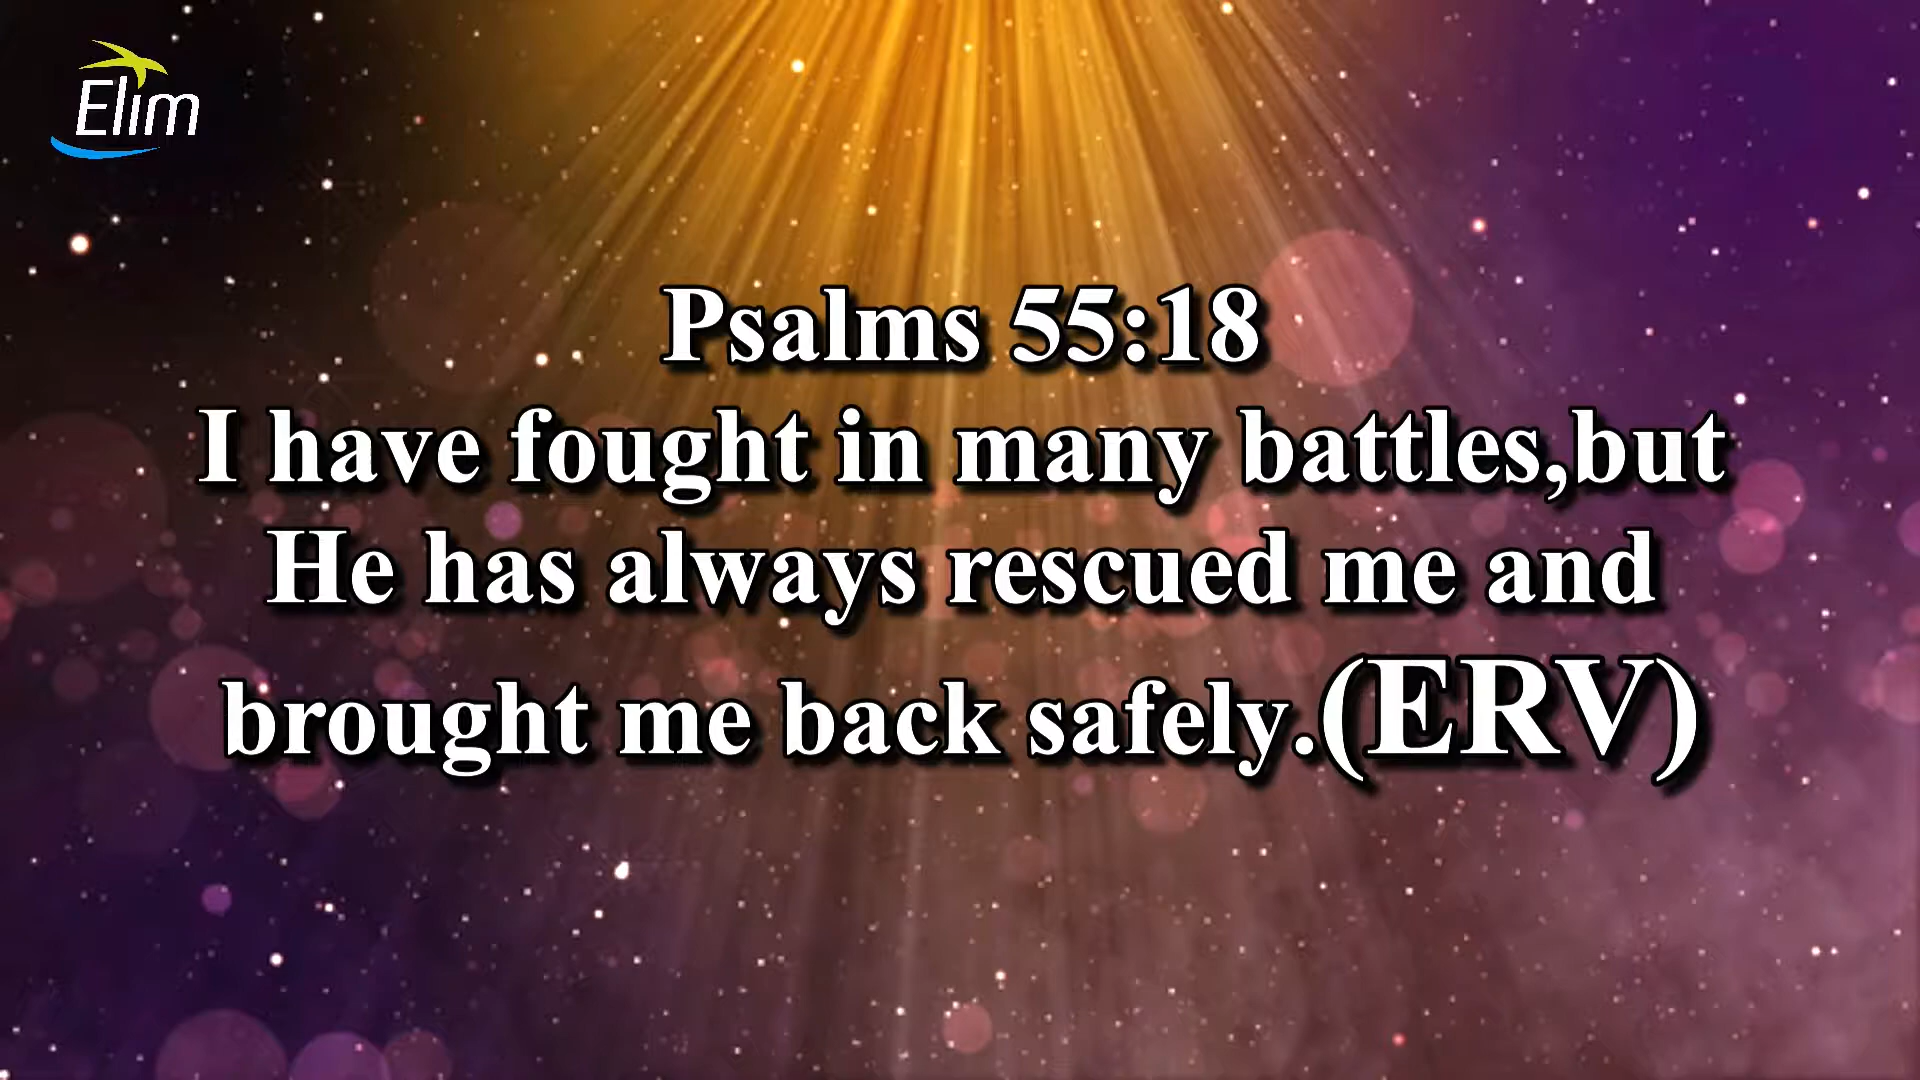 Elim
Psalms 55:18
I have fought in many battles,but
He has always rescued me and
brought me back safely.(ERV)